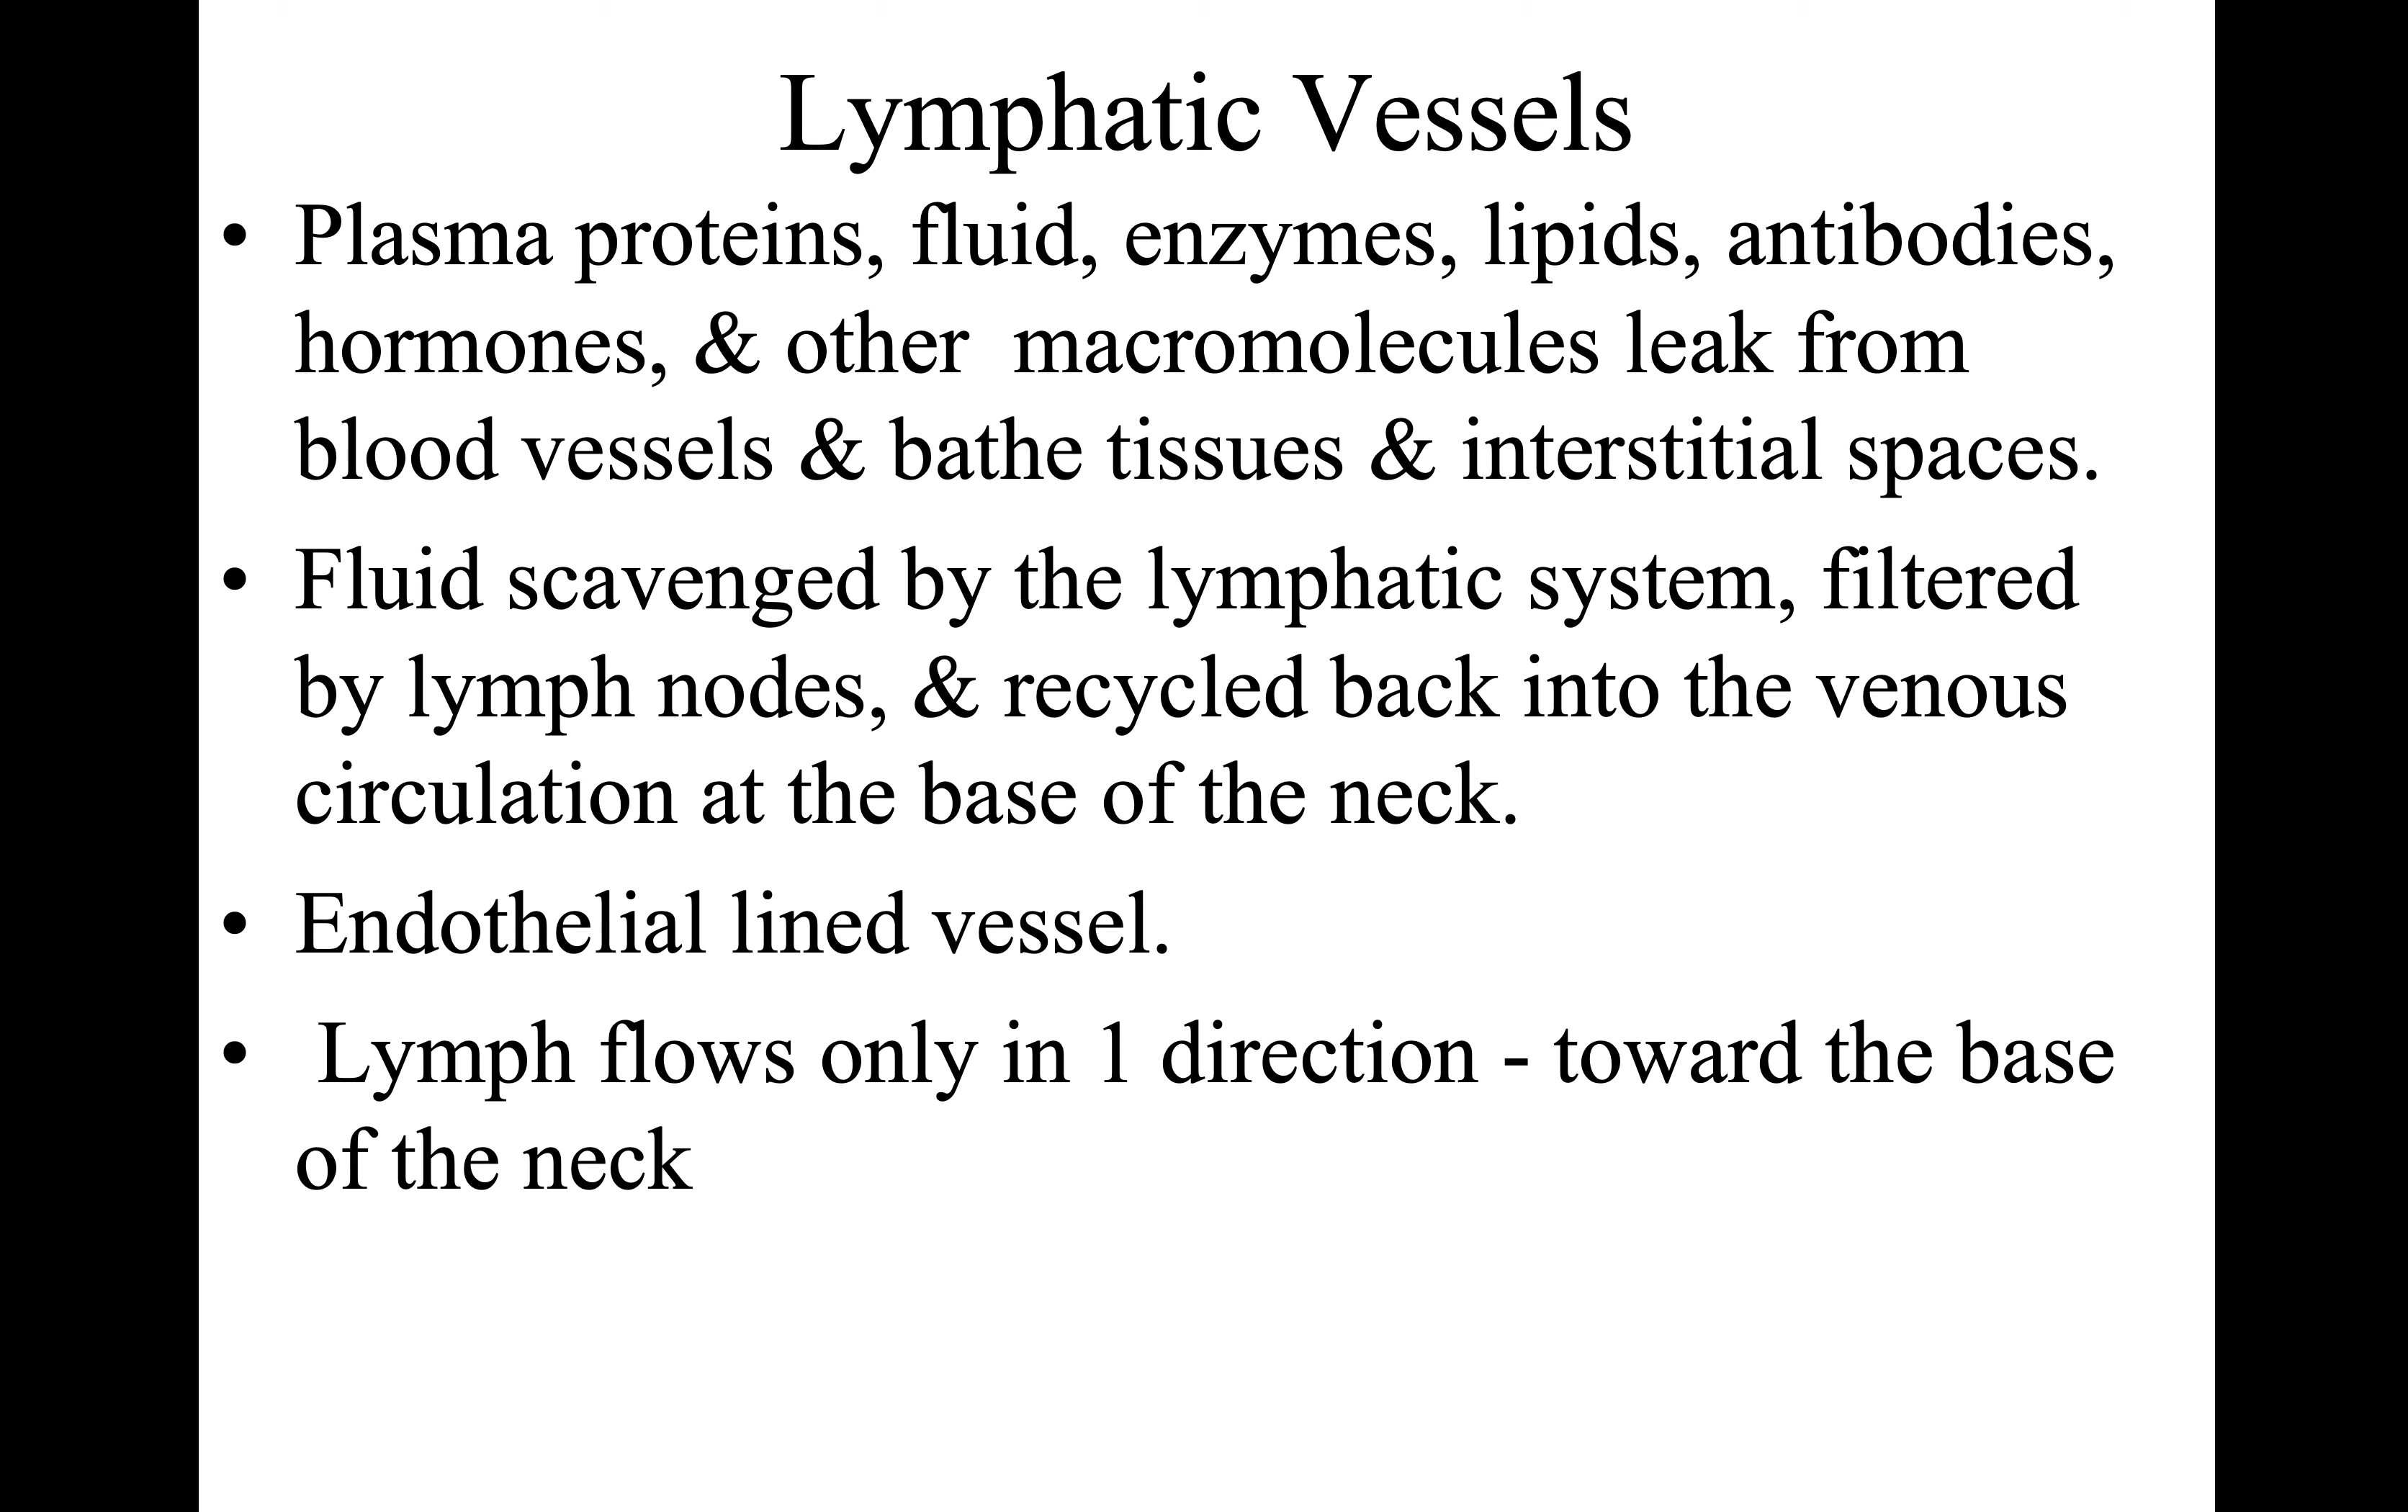 Lymphatic Vessels
• Plasma proteins, fluid, enzymes, lipids, antibodies,
hormones, & other  macromolecules leak from
blood vessels & bathe tissues & interstitial spaces.
• Fluid scavenged by the lymphatic system, filtered
by lymph nodes, & recycled back into the venous
circulation at the base of the neck.
• Endothelial lined vessel.
•  Lymph flows only in 1 direction - toward the base
of the neck